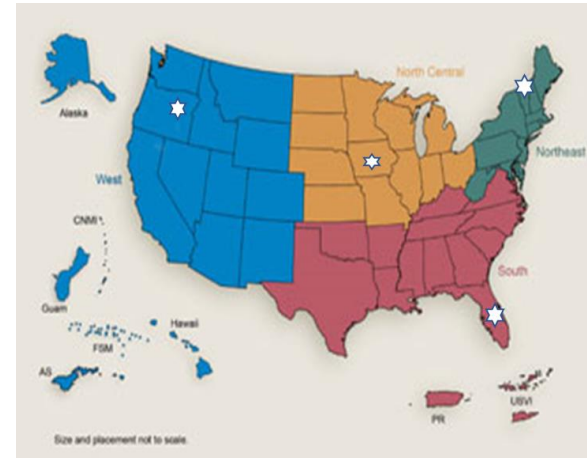 North Central
Alaska
Northeast
West
CNMI
South
Guam
Hawaii
FSM
AS
USVI
PR
Size and placement not to scale.